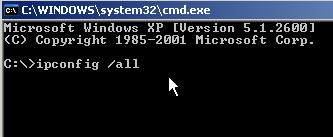 C:\WINDOWS\system32\cmd.exe
Microsoft Windows XP [Version 5.1.2600]
(C) Copyright 1985-2001 Microsoft Corp.
C:\>ipconfig /all